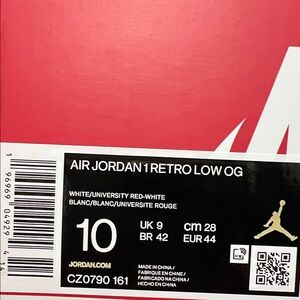 AIR JORDAN 1 RETRO LOW OG
WHITE/UNIVERSITY RED-WHITE
BLANC/BLANC/UNIVERSITE ROUGE
10
UK 9 cm 28
BR 42 EUR 44
JORDAN.COM
CZ0790 161
MADE IN CHINA/
FABRIQUE EN CHINE/
FABRICADO NA CHINA/
HECHO EN CHINA